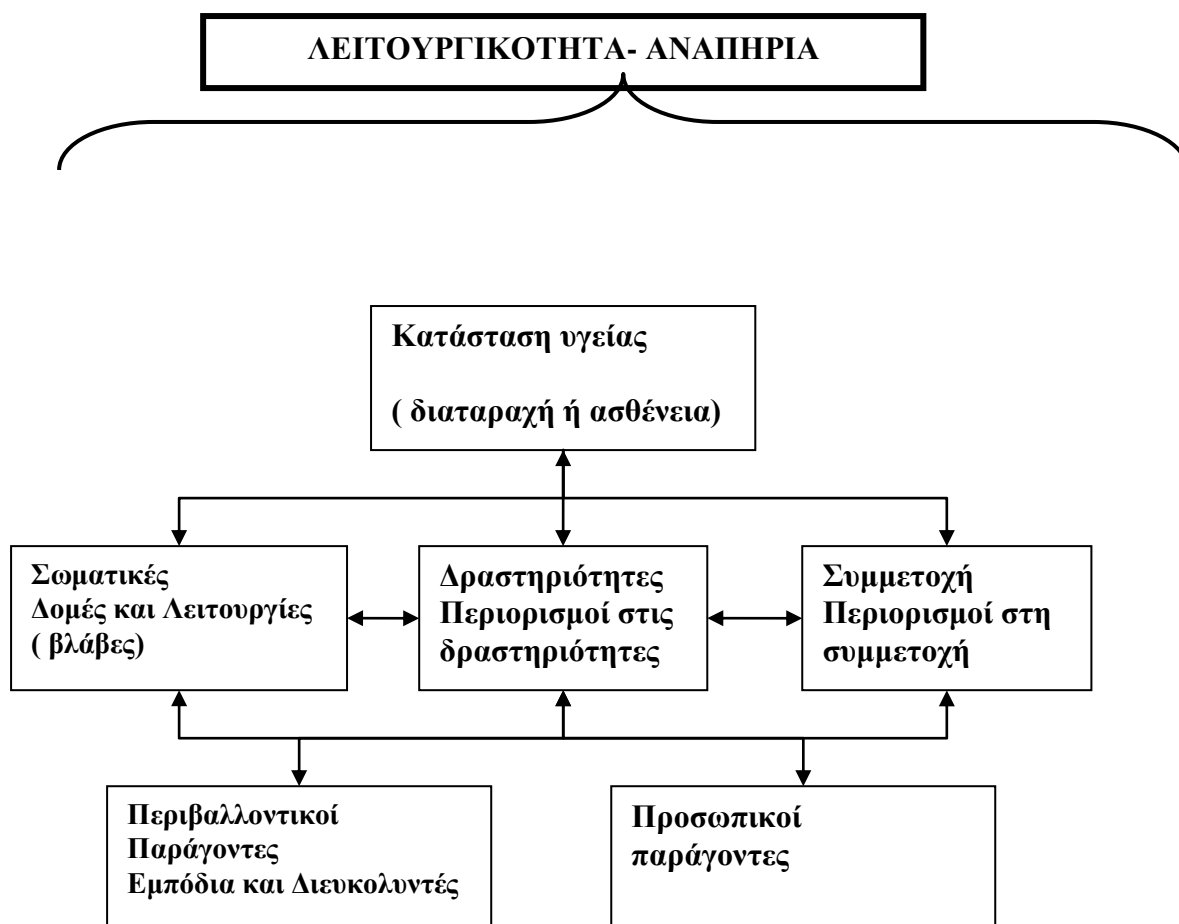 ΛΕΙΤΟΥΡΓΙΚΟΤΗΤΑ- ΑΝΑΠΗΡΙΑ
Κατάσταση υγείας
( διαταραχή ή ασθένεια)
Σωματικές
Δομές και Λειτουργίες
( βλάβες)
Δραστηριότητες
Περιορισμοί στις
δραστηριότητες
Συμμετοχή
Περιορισμοί στη
συμμετοχή
Περιβαλλοντικοί
Παράγοντες
Εμπόδια και Διευκολυντές
Προσωπικοί
παράγοντες